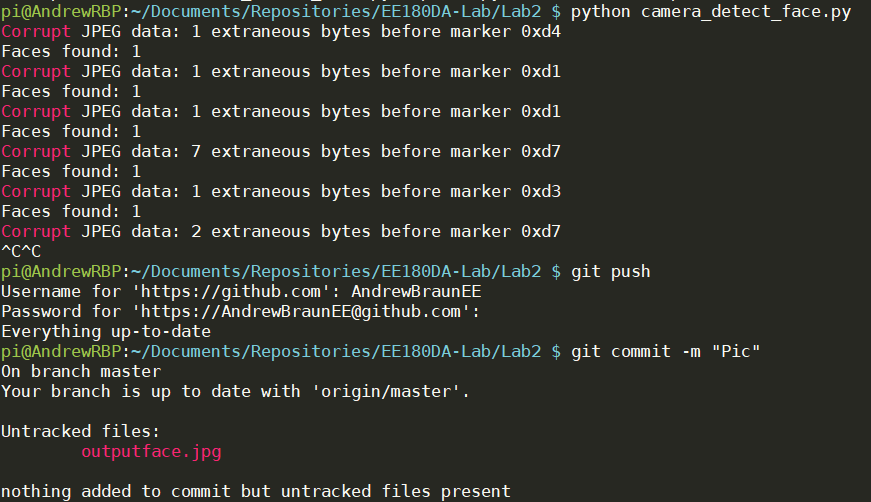 pi@AndrewRBP:~/Documents/Repositories/EE180DA-Lab/Lab2 $ python camera_detect_face.py
Corrupt JPEG data: 1 extraneous bytes before marker 0xd4
Faces found: 1
Corrupt JPEG data: 1 extraneous bytes before marker 0xd1
Faces found: 1
Corrupt JPEG data: 1 extraneous bytes before marker 0xd1
Faces found: 1
Corrupt JPEG data: 7 extraneous bytes before marker 0xd7
Faces found: 1
Corrupt JPEG data: 1 extraneous bytes before marker 0xd3
Faces found: 1
Corrupt JPEG data: 2 extraneous bytes before marker 0xd7
^C^C
pi@AndrewRBP:~/Documents/Repositories/EE180DA-Lab/Lab2 $ git push
Username for 'https://github.com': AndrewBraunEE
Password for 'https://AndrewBraunEE@github.com':
Everything up-to-date
pi@AndrewRBP:~/Documents/Repositories/EE180DA-Lab/Lab2 $ git commit -m "Pic"
On branch master
Your branch is up to date with 'origin/master'.

Untracked files:
        outputface.jpg

nothing added to commit but untracked files present